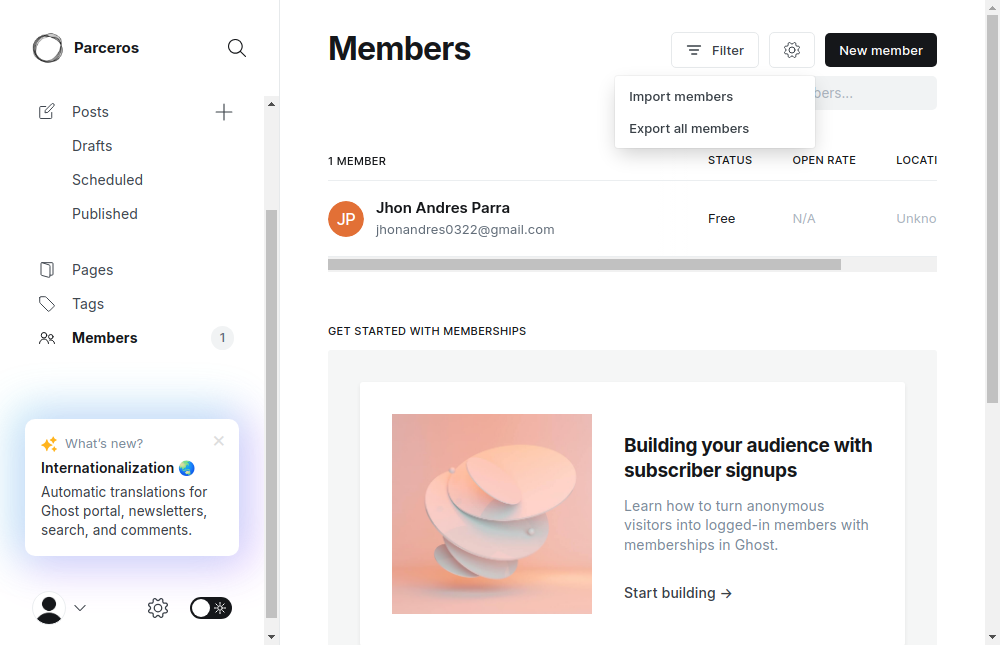 Parceros
Posts
Drafts
Scheduled
Published
Pages
Tags
Members
1
What's new?
Internationalization 🌏
Automatic translations for
Ghost portal, newsletters,
search, and comments.
Members
Filter
New member
Import members
Export all members
1 MEMBER
STATUS
OPEN RATE
LOCATI
JP
Jhon Andres Parra
jhonandres0322@gmail.com
Free
N/A
Unkno
GET STARTED WITH MEMBERSHIPS
Building your audience with
subscriber signups
Learn how to turn anonymous
visitors into logged-in members with
memberships in Ghost.
Start building →